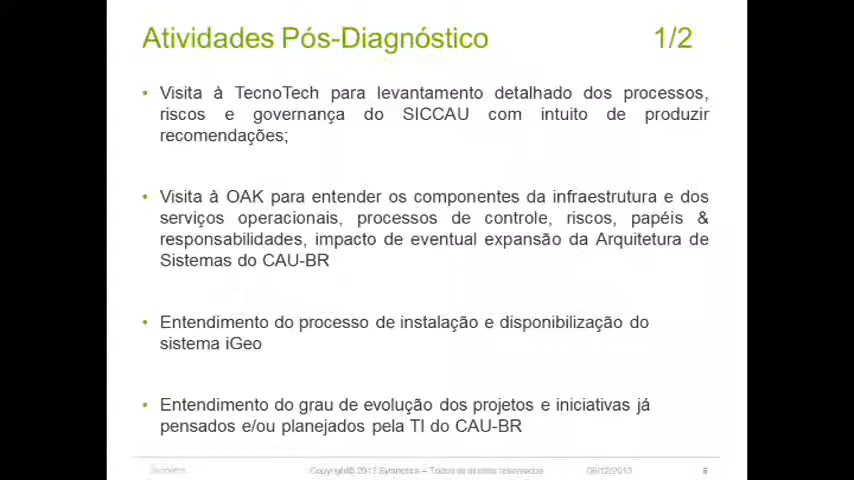 Atividades Pós-Diagnóstico 1/2
• Visita à TecnoTech para levantamento detalhado dos processos,
riscos e governança do SICCAU com intuito de produzir
recomendações;
• Visita à OAK para entender os componentes da infraestrutura e dos
serviços operacionais, processos de controle, riscos, papéis &
responsabilidades, impacto de eventual expansão da Arquitetura de
Sistemas do CAU-BR
• Entendimento do processo de instalação e disponibilização do
sistema iGeo
• Entendimento do grau de evolução dos projetos e iniciativas já
pensados e/ou planejados pela TI do CAU-BR
Copyright© 2013 – Todos os direitos reservados 09/12/2013 6